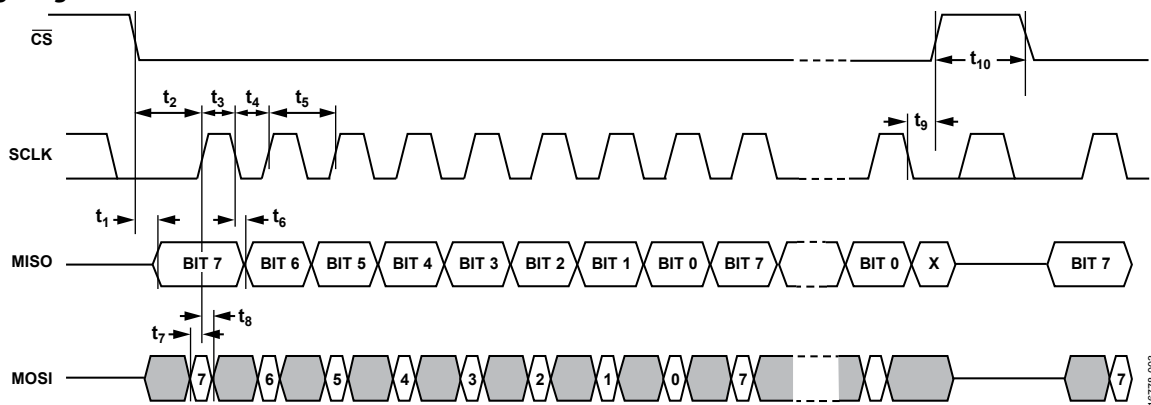 CS
t10
t2 t3 t4 t5
t9
SCLK
t1 t6
MISO BIT 7 BIT 6 BIT 5 BIT 4 BIT 3 BIT 2 BIT 1 BIT 0 BIT 7 BIT 0 X BIT 7
t7 t8
MOSI 7 6 5 4 3 2 1 0 7 7